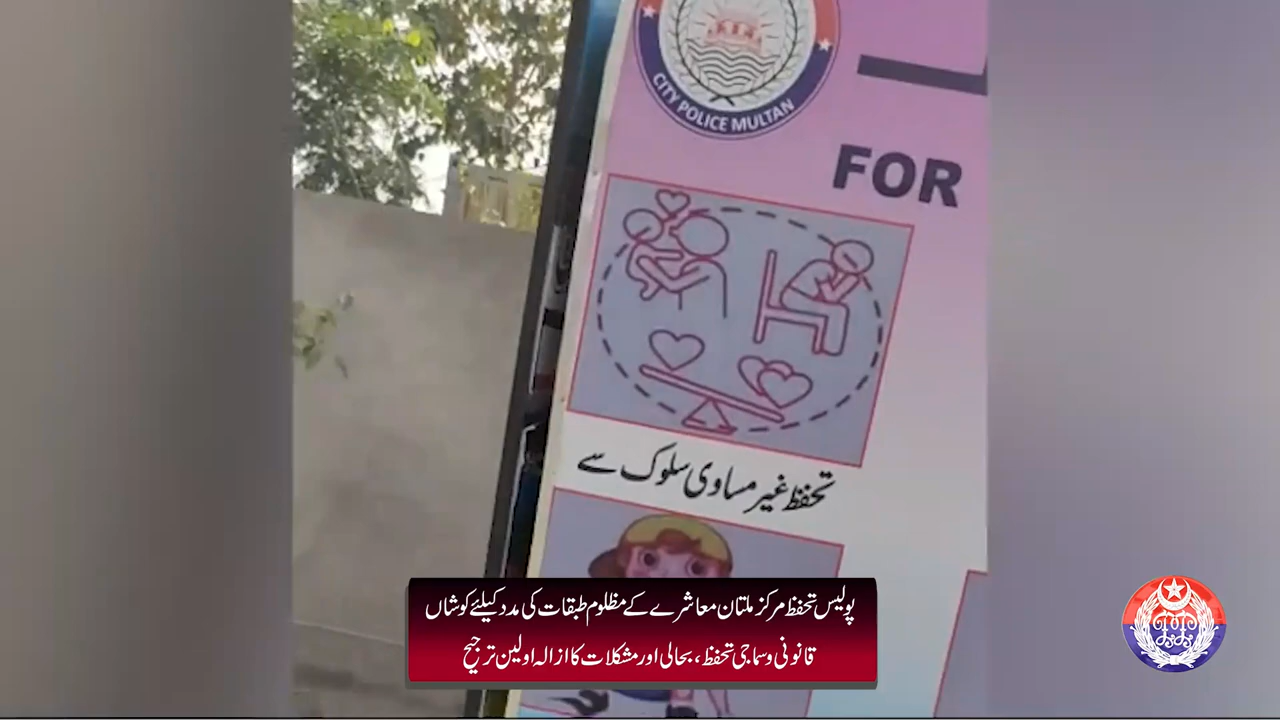 CITY POLICE MULTAN
FOR
تحفظ غیر مساوی سلوک سے
پولیس تحفظ مرکز ملتان معاشرے کے مظلوم طبقات کی مدد کیلئے کوشاں
قانونی و سماجی تحفظ، بحالی اور مشکلات کا ازالہ اولین ترجیح